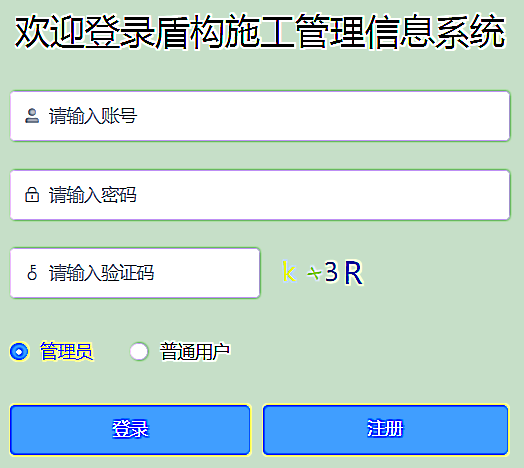 欢迎登录盾构施工管理信息系统
请输入账号
请输入密码
请输入验证码 k x3R
管理员 普通用户
登录 注册